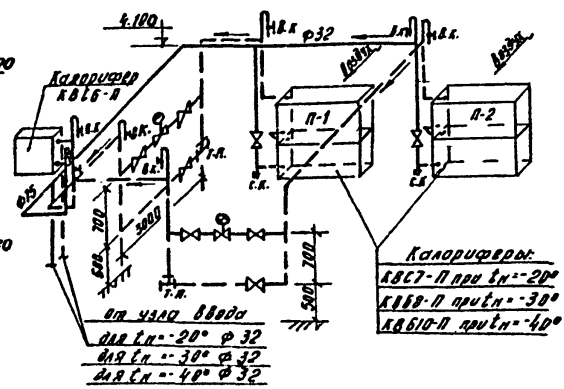 4.100
Н.В.К.
Ф32
В.К.
Н.В.К.
Воздух
Воздух
Калорифер
КВБ6-П
Н.В.К.
Н.В.К.
П-1
П-2
В.К.
Т.П.
С.К.
С.К.
Ф25
700
3000
600
700
500
Т.П.
Калориферы:
КВС7-П при tн=-20°
КВБ8-П при tн=-30°
КВБ10-П при tн=-40°
от узла ввода
для tн=-20° Ф32
для tн=-30° Ф32
для tн=-40° Ф32